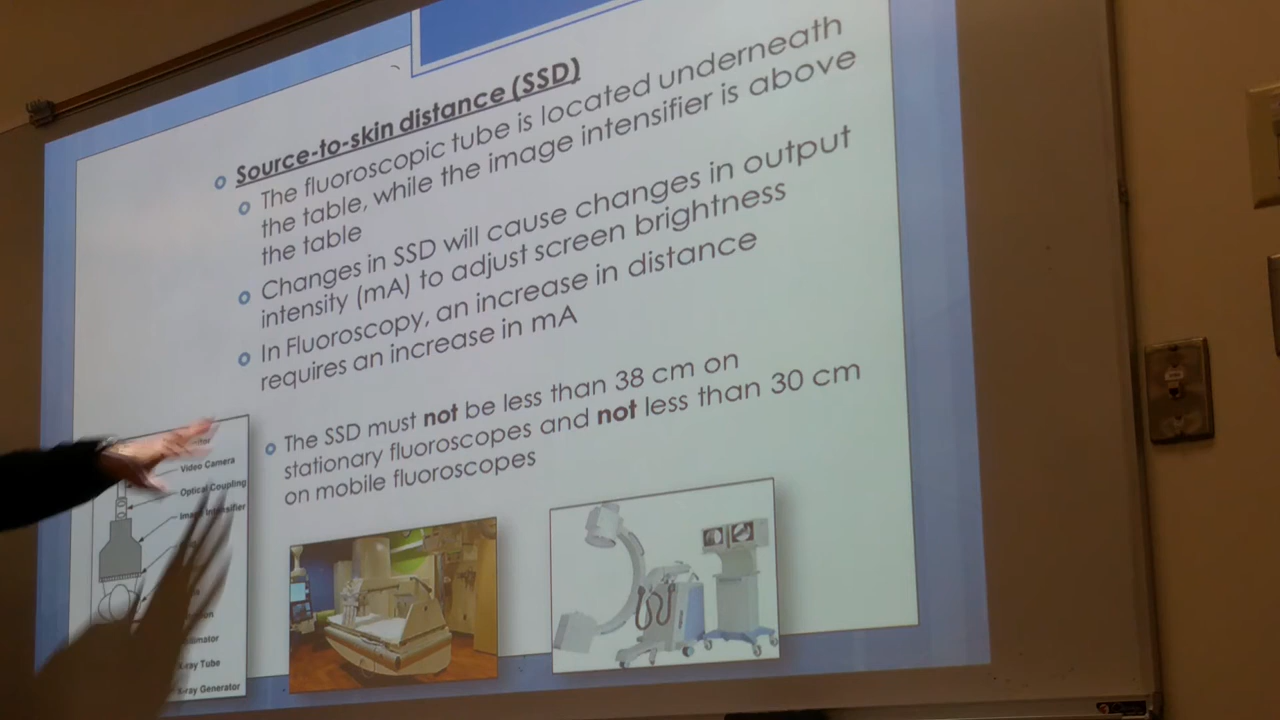 Source-to-skin distance (SSD)
The fluoroscopic tube is located underneath
the table, while the image intensifier is above
the table
Changes in SSD will cause changes in output
intensity (mA) to adjust screen brightness
In Fluoroscopy, an increase in distance
requires an increase in mA
The SSD must not be less than 38 cm on
stationary fluoroscopes and not less than 30 cm
on mobile fluoroscopes
Video Camera
Optical Coupling
X-ray Tube
X-ray Generator